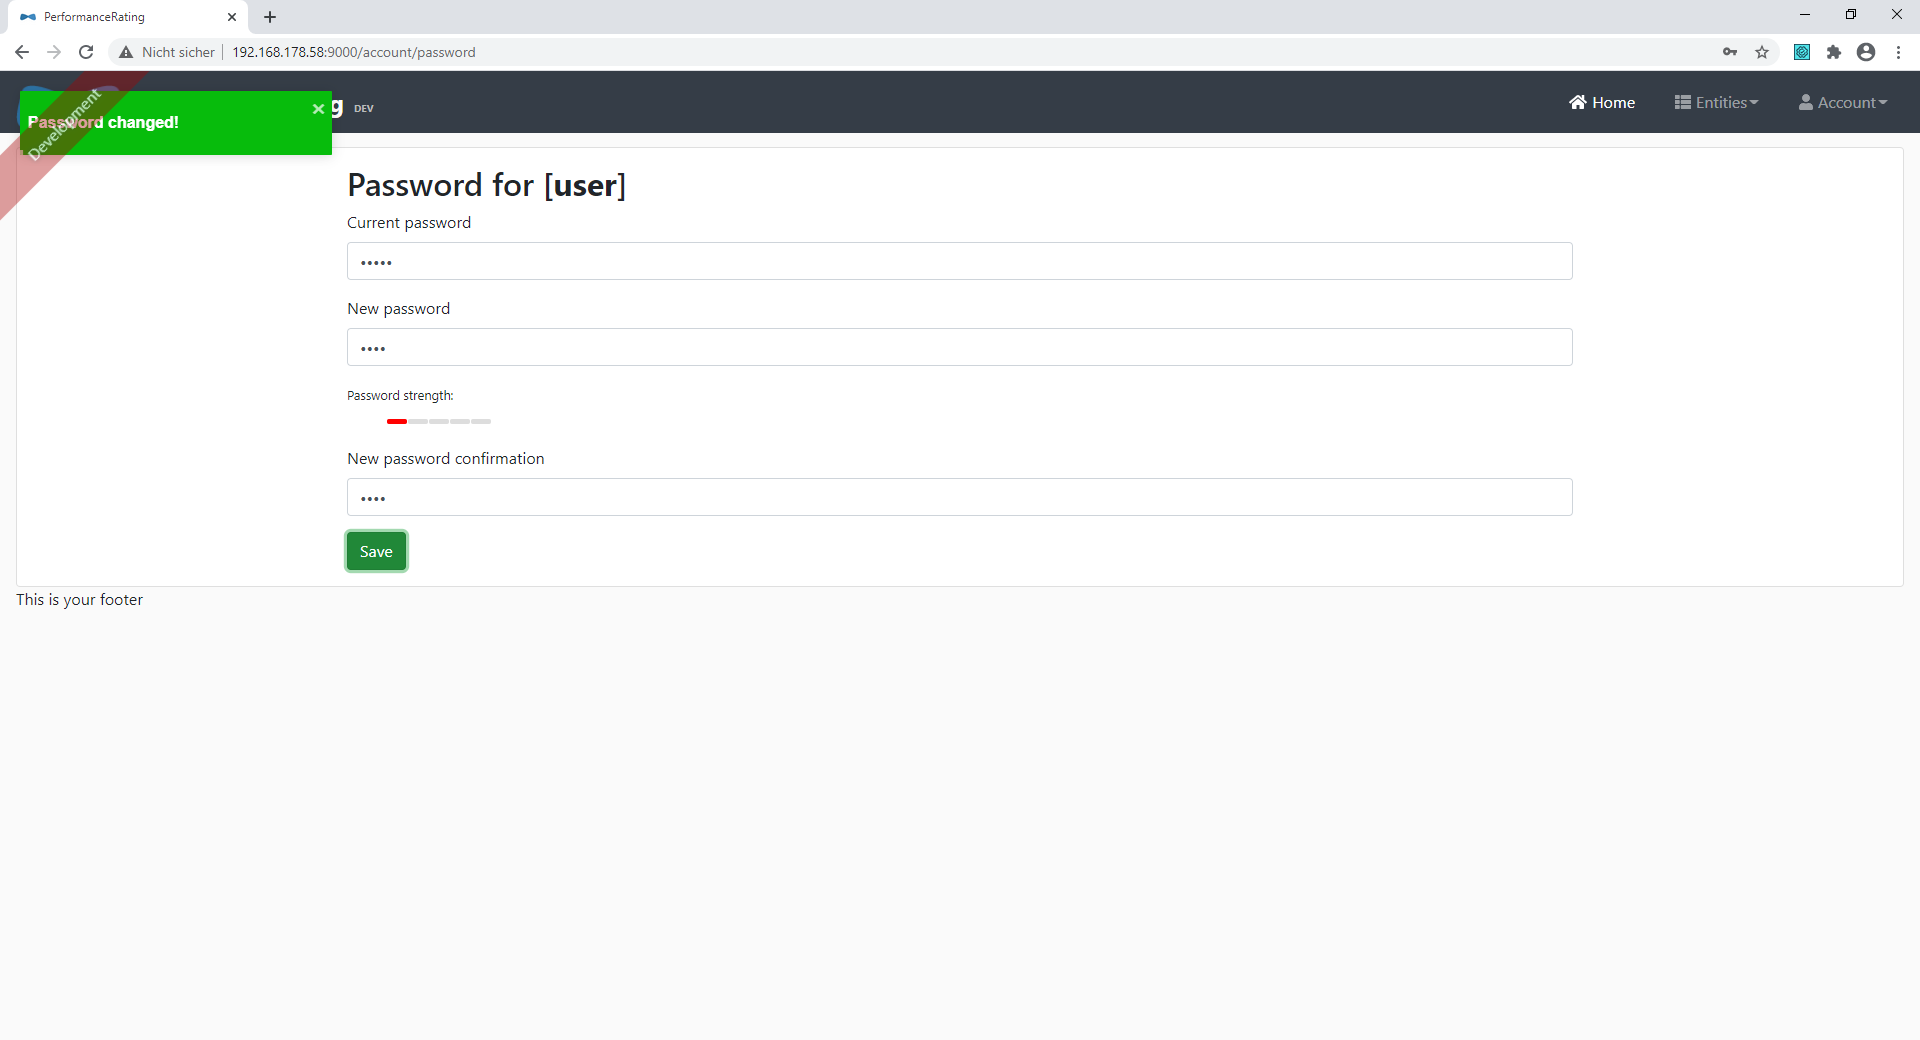 PerformanceRating
Nicht sicher
192.168.178.58:9000/account/password
g DEV
Home
Entities
Account
Development
Password changed!
Password for [user]
Current password
•••••
New password
••••
Password strength:
New password confirmation
••••
Save
This is your footer